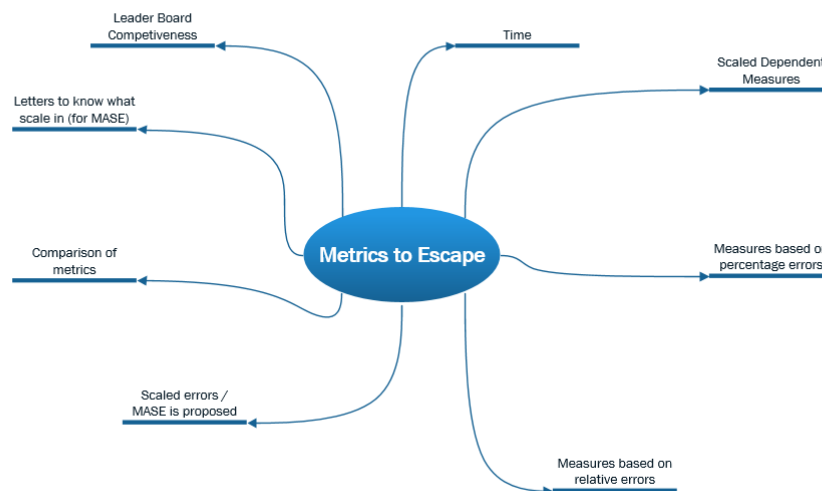 Leader Board
Competiveness
Time
Scaled Dependent
Measures
Letters to know what
scale in (for MASE)
Metrics to Escape
Comparison of
metrics
Measures based o
percentage errors
Scaled errors /
MASE is proposed
Measures based on
relative errors